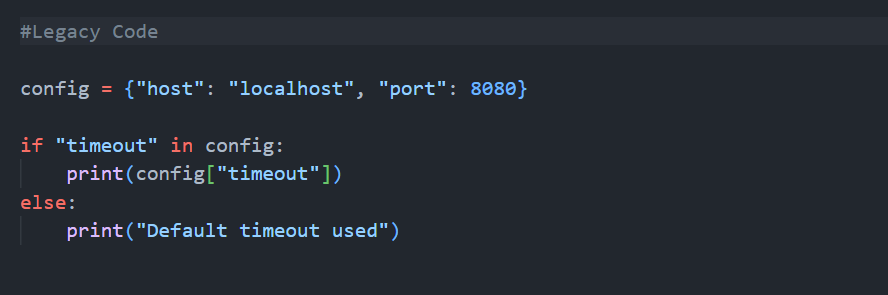 #Legacy Code
config = {"host": "localhost", "port": 8080}
if "timeout" in config:
    print(config["timeout"])
else:
    print("Default timeout used")